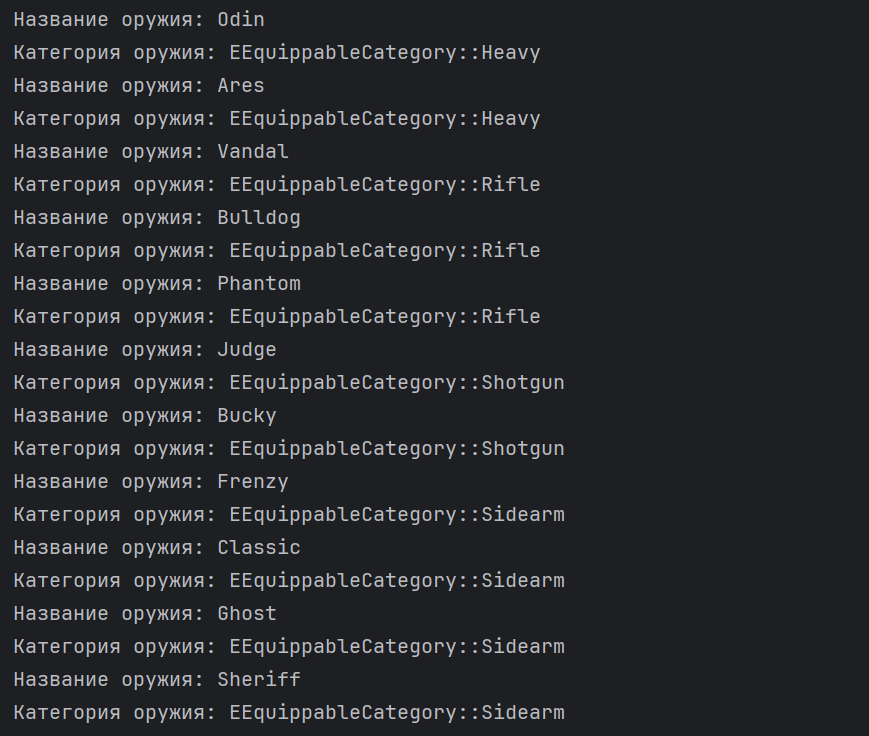 Название оружия: Odin
Категория оружия: EEquippableCategory::Heavy
Название оружия: Ares
Категория оружия: EEquippableCategory::Heavy
Название оружия: Vandal
Категория оружия: EEquippableCategory::Rifle
Название оружия: Bulldog
Категория оружия: EEquippableCategory::Rifle
Название оружия: Phantom
Категория оружия: EEquippableCategory::Rifle
Название оружия: Judge
Категория оружия: EEquippableCategory::Shotgun
Название оружия: Bucky
Категория оружия: EEquippableCategory::Shotgun
Название оружия: Frenzy
Категория оружия: EEquippableCategory::Sidearm
Название оружия: Classic
Категория оружия: EEquippableCategory::Sidearm
Название оружия: Ghost
Категория оружия: EEquippableCategory::Sidearm
Название оружия: Sheriff
Категория оружия: EEquippableCategory::Sidearm